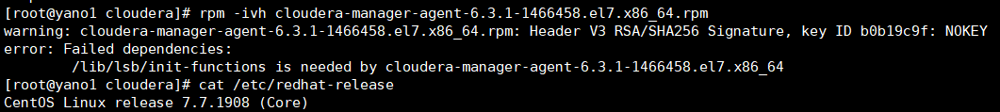 [root@yano1 cloudera]# rpm -ivh cloudera-manager-agent-6.3.1-1466458.el7.x86_64.rpm
warning: cloudera-manager-agent-6.3.1-1466458.el7.x86_64.rpm: Header V3 RSA/SHA256 Signature, key ID b0b19c9f: NOKEY
error: Failed dependencies:
        /lib/lsb/init-functions is needed by cloudera-manager-agent-6.3.1-1466458.el7.x86_64
[root@yano1 cloudera]# cat /etc/redhat-release
CentOS Linux release 7.7.1908 (Core)